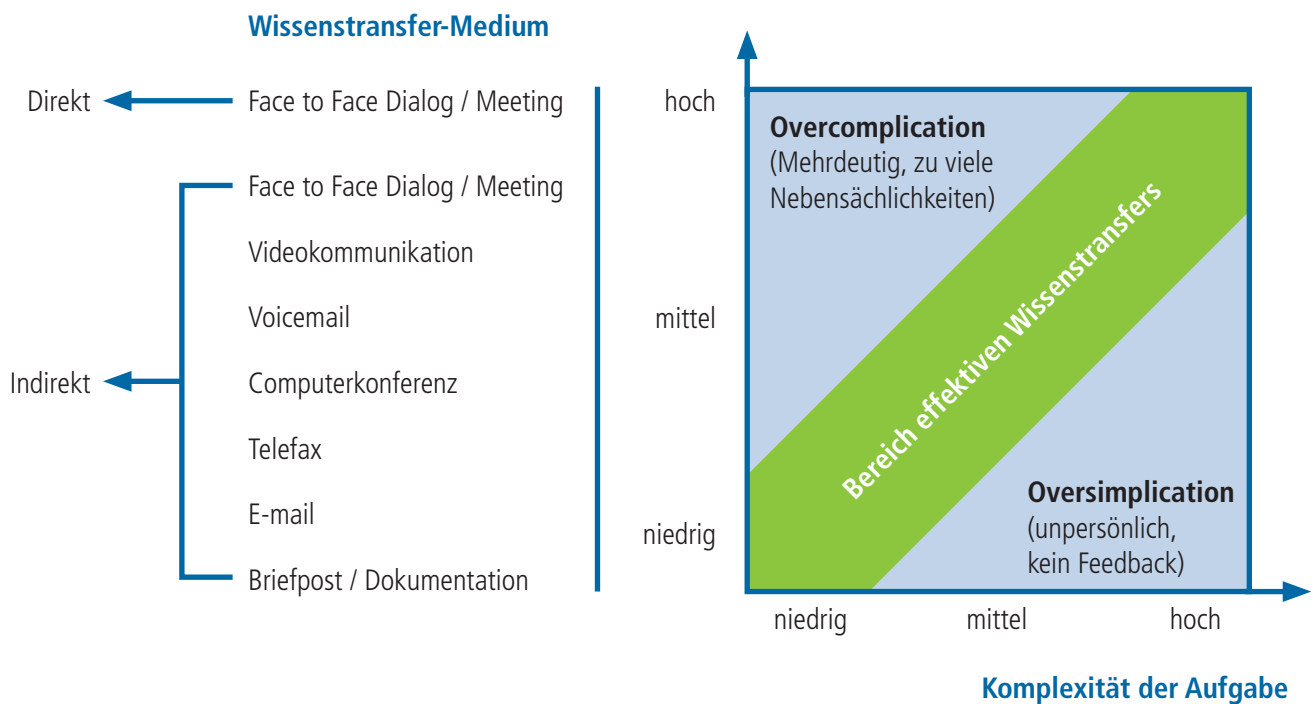 Wissenstransfer-Medium
Direkt
Face to Face Dialog / Meeting
Face to Face Dialog / Meeting
Videokommunikation
Voicemail
Indirekt
Computerkonferenz
Telefax
E-mail
Briefpost / Dokumentation
hoch
mittel
niedrig
Overcomplication
(Mehrdeutig, zu viele
Nebensächlichkeiten)
Bereich effektiven Wissenstransfers
Oversimplication
(unpersönlich,
kein Feedback)
niedrig
mittel
hoch
Komplexität der Aufgabe